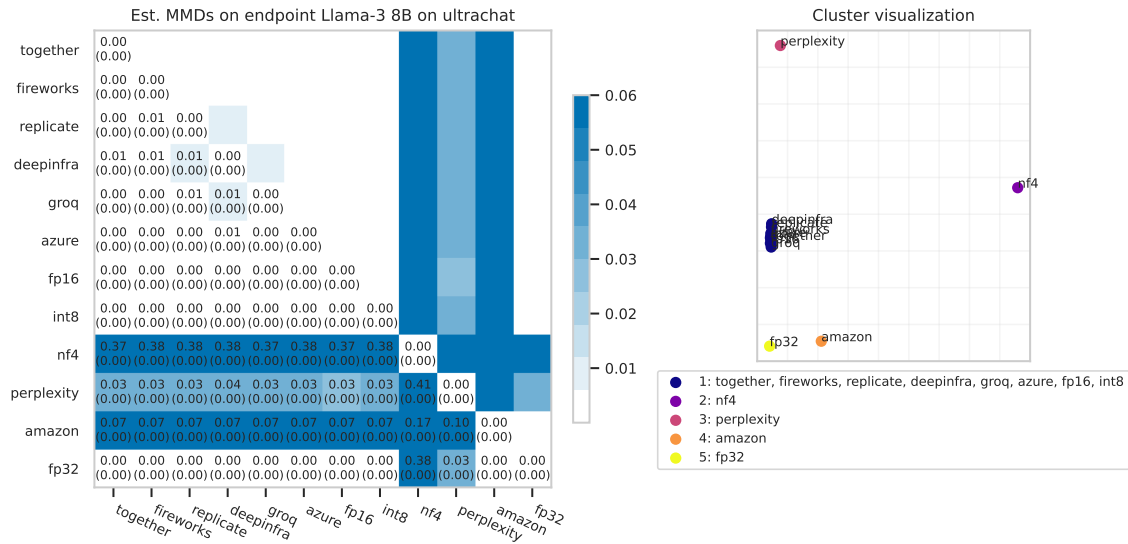 Est. MMDs on endpoint Llama-3 8B on ultrachat
together
0.00
(0.00)
fireworks
0.00 0.00
(0.00) (0.00)
replicate
0.00 0.01 0.00
(0.00) (0.00) (0.00)
deepinfra
0.01 0.01 0.01 0.00
(0.00) (0.00) (0.00) (0.00)
groq
0.00 0.00 0.01 0.01 0.00
(0.00) (0.00) (0.00) (0.00) (0.00)
azure
0.00 0.00 0.00 0.01 0.00 0.00
(0.00) (0.00) (0.00) (0.00) (0.00) (0.00)
fp16
0.00 0.00 0.00 0.00 0.00 0.00 0.00
(0.00) (0.00) (0.00) (0.00) (0.00) (0.00) (0.00)
int8
0.00 0.00 0.00 0.00 0.00 0.00 0.00 0.00
(0.00) (0.00) (0.00) (0.00) (0.00) (0.00) (0.00) (0.00)
nf4
0.37 0.38 0.38 0.38 0.37 0.38 0.37 0.38 0.00
(0.00) (0.00) (0.00) (0.00) (0.00) (0.00) (0.00) (0.00) (0.00)
perplexity
0.03 0.03 0.03 0.04 0.03 0.03 0.03 0.03 0.41 0.00
(0.00) (0.00) (0.00) (0.00) (0.00) (0.00) (0.00) (0.00) (0.00) (0.00)
amazon
0.07 0.07 0.07 0.07 0.07 0.07 0.07 0.07 0.17 0.10 0.00
(0.00) (0.00) (0.00) (0.00) (0.00) (0.00) (0.00) (0.00) (0.00) (0.00) (0.00)
fp32
0.00 0.00 0.00 0.00 0.00 0.00 0.00 0.00 0.38 0.03 0.00 0.00
(0.00) (0.00) (0.00) (0.00) (0.00) (0.00) (0.00) (0.00) (0.00) (0.00) (0.00) (0.00)
together fireworks replicate deepinfra groq azure fp16 int8 nf4 perplexity amazon fp32
0.06
0.05
0.04
0.03
0.02
0.01
Cluster visualization
perplexity
nf4
deepinfra
replicate
fireworks
together
groq
amazon
fp32
1: together, fireworks, replicate, deepinfra, groq, azure, fp16, int8
2: nf4
3: perplexity
4: amazon
5: fp32